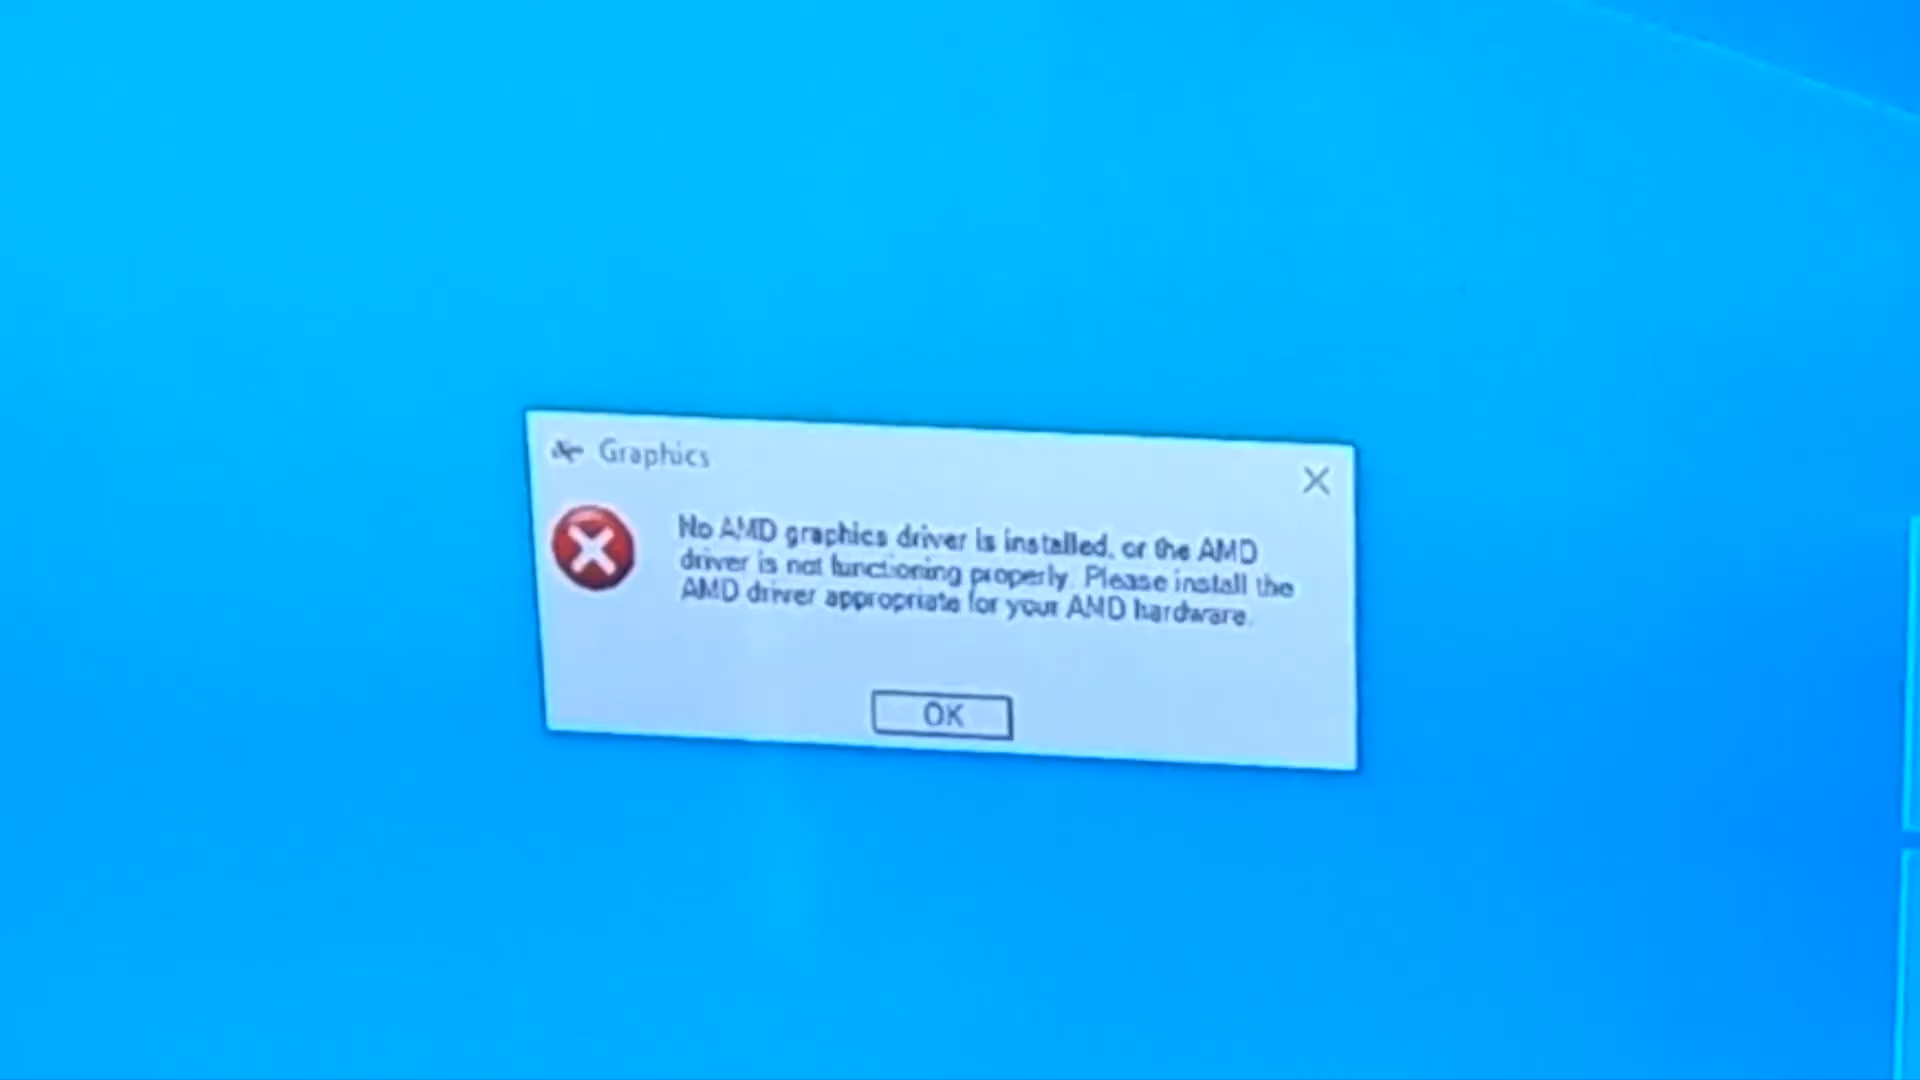 Graphics
No AMD graphics driver is installed, or the AMD
driver is not functioning properly. Please install the
AMD driver appropriate for your AMD hardware.
OK